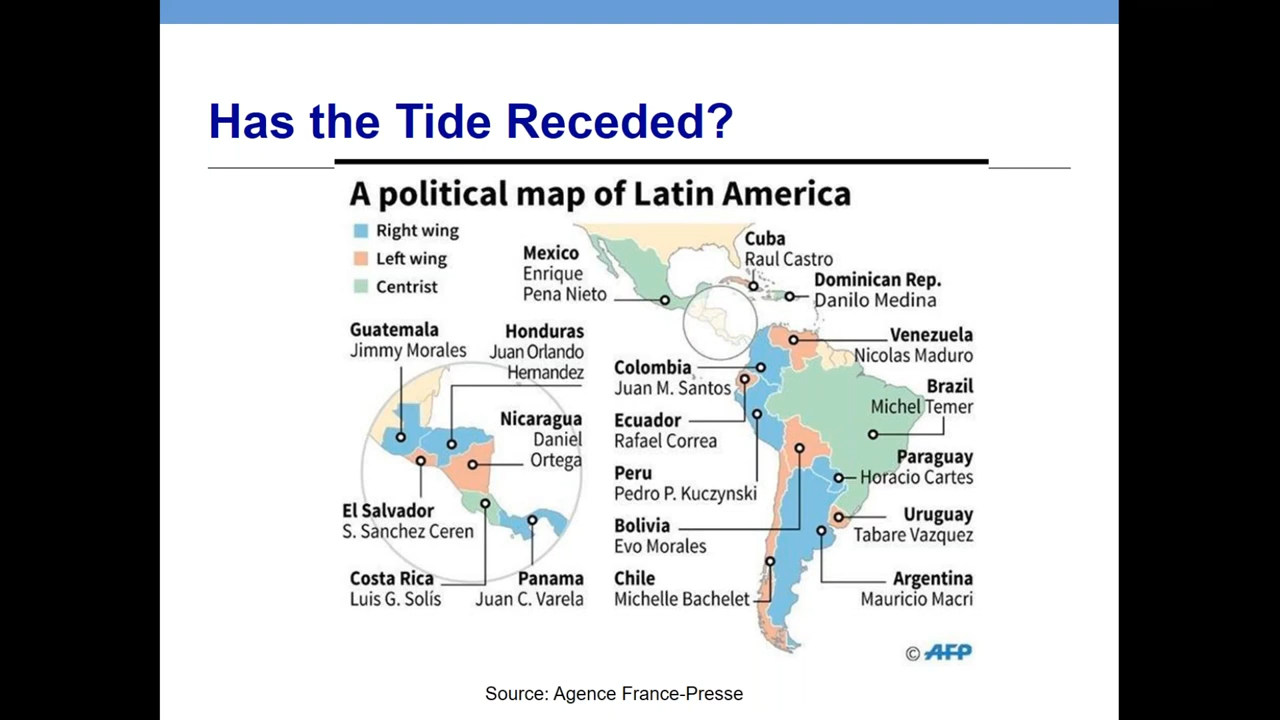 Has the Tide Receded?
A political map of Latin America
Right wing
Left wing
Centrist
Mexico
Enrique
Pena Nieto
Cuba
Raul Castro
Dominican Rep.
Danilo Medina
Guatemala
Jimmy Morales
Honduras
Juan Orlando
Hernandez
Nicaragua
Daniel
Ortega
El Salvador
S. Sanchez Ceren
Costa Rica
Luis G. Solís
Panama
Juan C. Varela
Colombia
Juan M. Santos
Ecuador
Rafael Correa
Peru
Pedro P. Kuczynski
Bolivia
Evo Morales
Chile
Michelle Bachelet
Venezuela
Nicolas Maduro
Brazil
Michel Temer
Paraguay
Horacio Cartes
Uruguay
Tabare Vazquez
Argentina
Mauricio Macri
© AFP
Source: Agence France-Presse